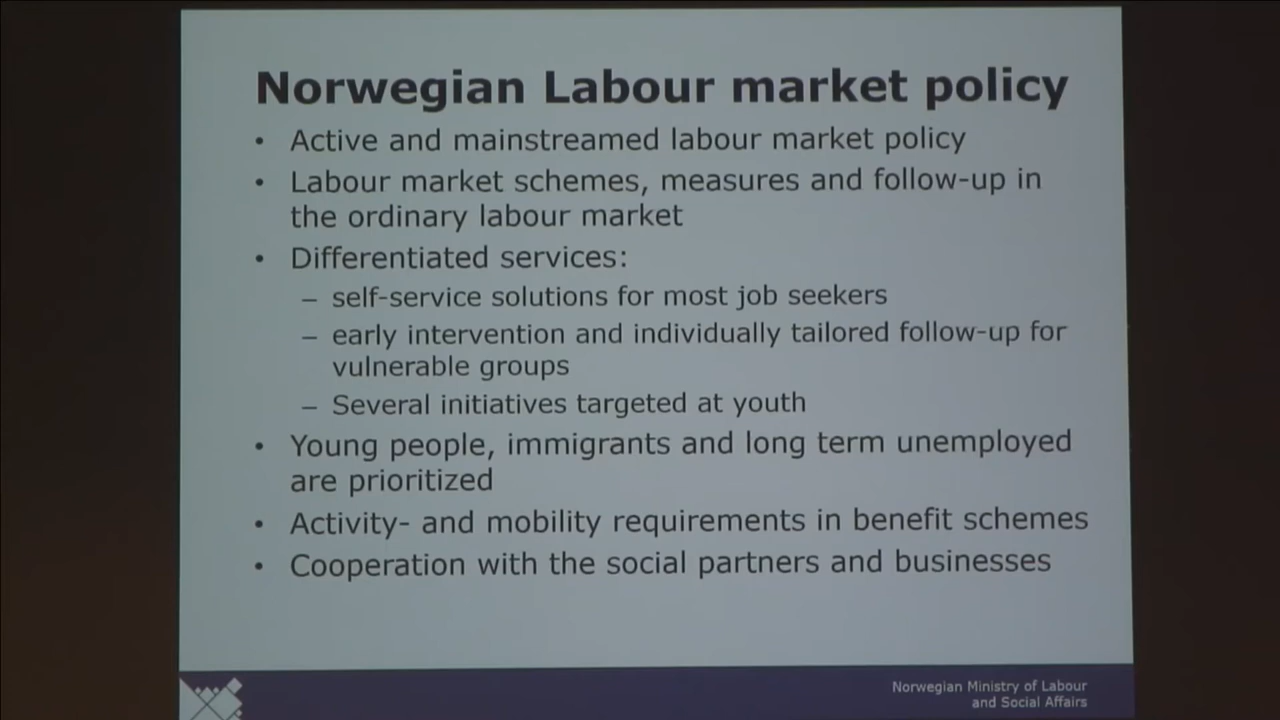 Norwegian Labour market policy
• Active and mainstreamed labour market policy
• Labour market schemes, measures and follow-up in
the ordinary labour market
• Differentiated services:
– self-service solutions for most job seekers
– early intervention and individually tailored follow-up for
vulnerable groups
– Several initiatives targeted at youth
• Young people, immigrants and long term unemployed
are prioritized
• Activity- and mobility requirements in benefit schemes
• Cooperation with the social partners and businesses
Norwegian Ministry of Labour
and Social Affairs